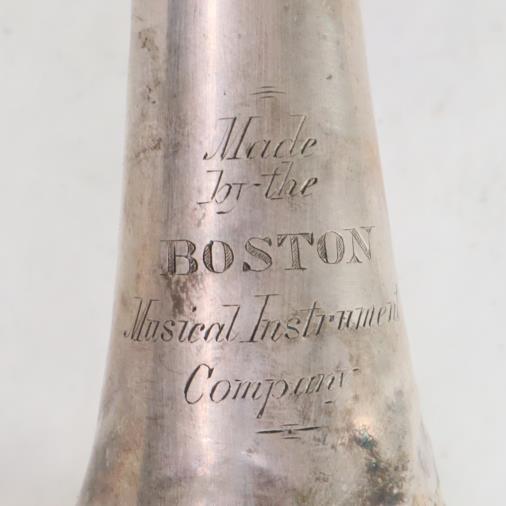 Made
by the
BOSTON
Musical Instrument
Company